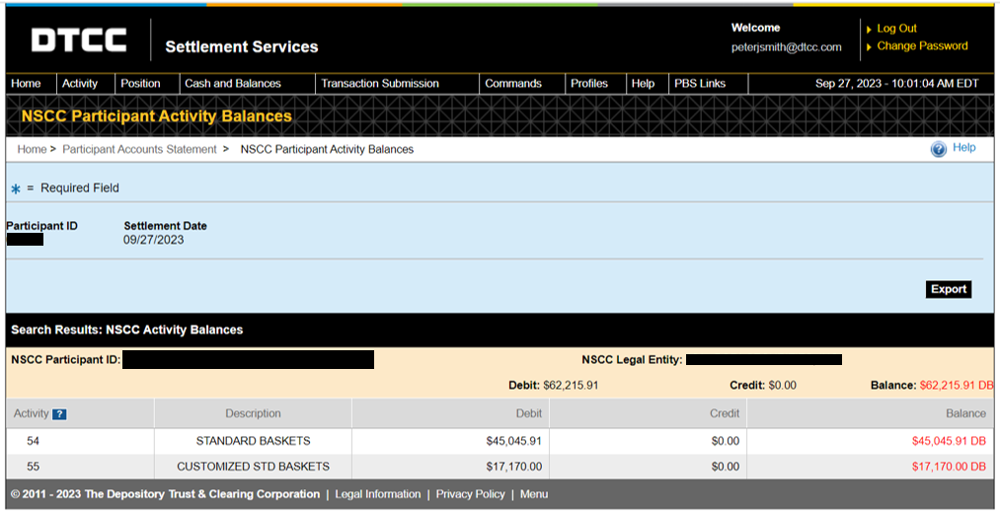 DTCC Settlement Services
Welcome
peterjsmith@dtcc.com
Log Out
Change Password
Home Activity Position Cash and Balances Transaction Submission Commands Profiles Help PBS Links Sep 27, 2023 - 10:01:04 AM EDT
NSCC Participant Activity Balances
Home > Participant Accounts Statement > NSCC Participant Activity Balances ? Help
* = Required Field
Participant ID Settlement Date
09/27/2023
Export
Search Results: NSCC Activity Balances
NSCC Participant ID: NSCC Legal Entity:
Debit: $62,215.91 Credit: $0.00 Balance: $62,215.91 DB
Activity ? Description Debit Credit Balance
54 STANDARD BASKETS $45,045.91 $0.00 $45,045.91 DB
55 CUSTOMIZED STD BASKETS $17,170.00 $0.00 $17,170.00 DB
© 2011 - 2023 The Depository Trust & Clearing Corporation | Legal Information | Privacy Policy | Menu